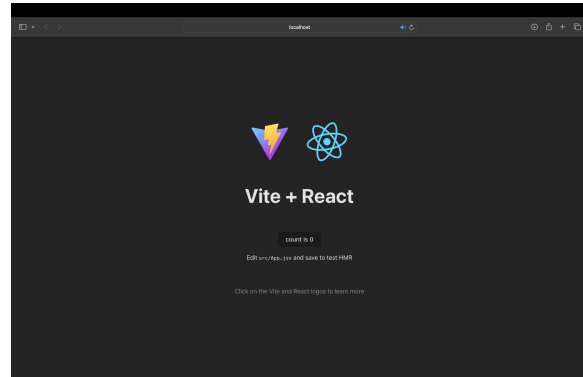 localhost
Vite + React
count is 0
Edit src/App.jsx and save to test HMR
Click on the Vite and React logos to learn more